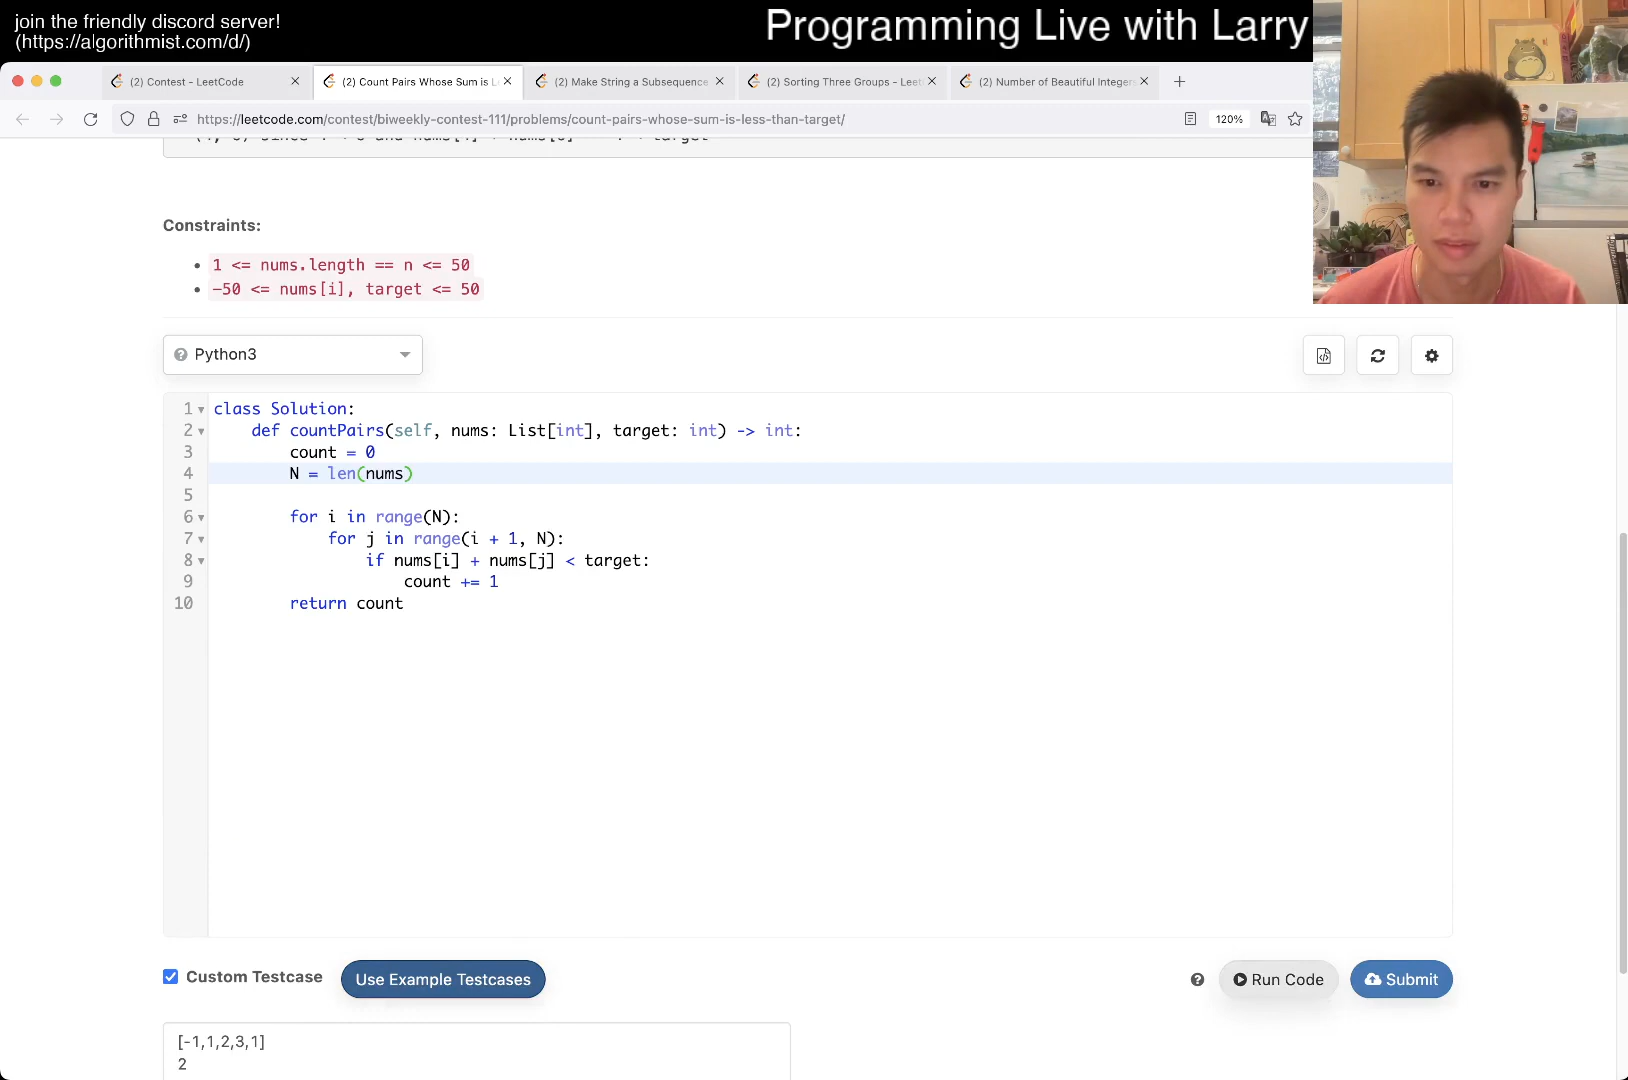 join the friendly discord server!
(https://algorithmist.com/d/)
Programming Live with Larry
(2) Contest - LeetCode
(2) Count Pairs Whose Sum is L
(2) Make String a Subsequence
(2) Sorting Three Groups - Leet
(2) Number of Beautiful Integers
https://leetcode.com/contest/biweekly-contest-111/problems/count-pairs-whose-sum-is-less-than-target/
120%
Constraints:
1 <= nums.length == n <= 50
-50 <= nums[i], target <= 50
Python3
1 class Solution:
2 def countPairs(self, nums: List[int], target: int) -> int:
3 count = 0
4 N = len(nums)
5
6 for i in range(N):
7 for j in range(i + 1, N):
8 if nums[i] + nums[j] < target:
9 count += 1
10 return count
Custom Testcase
Use Example Testcases
Run Code
Submit
[-1,1,2,3,1]
2